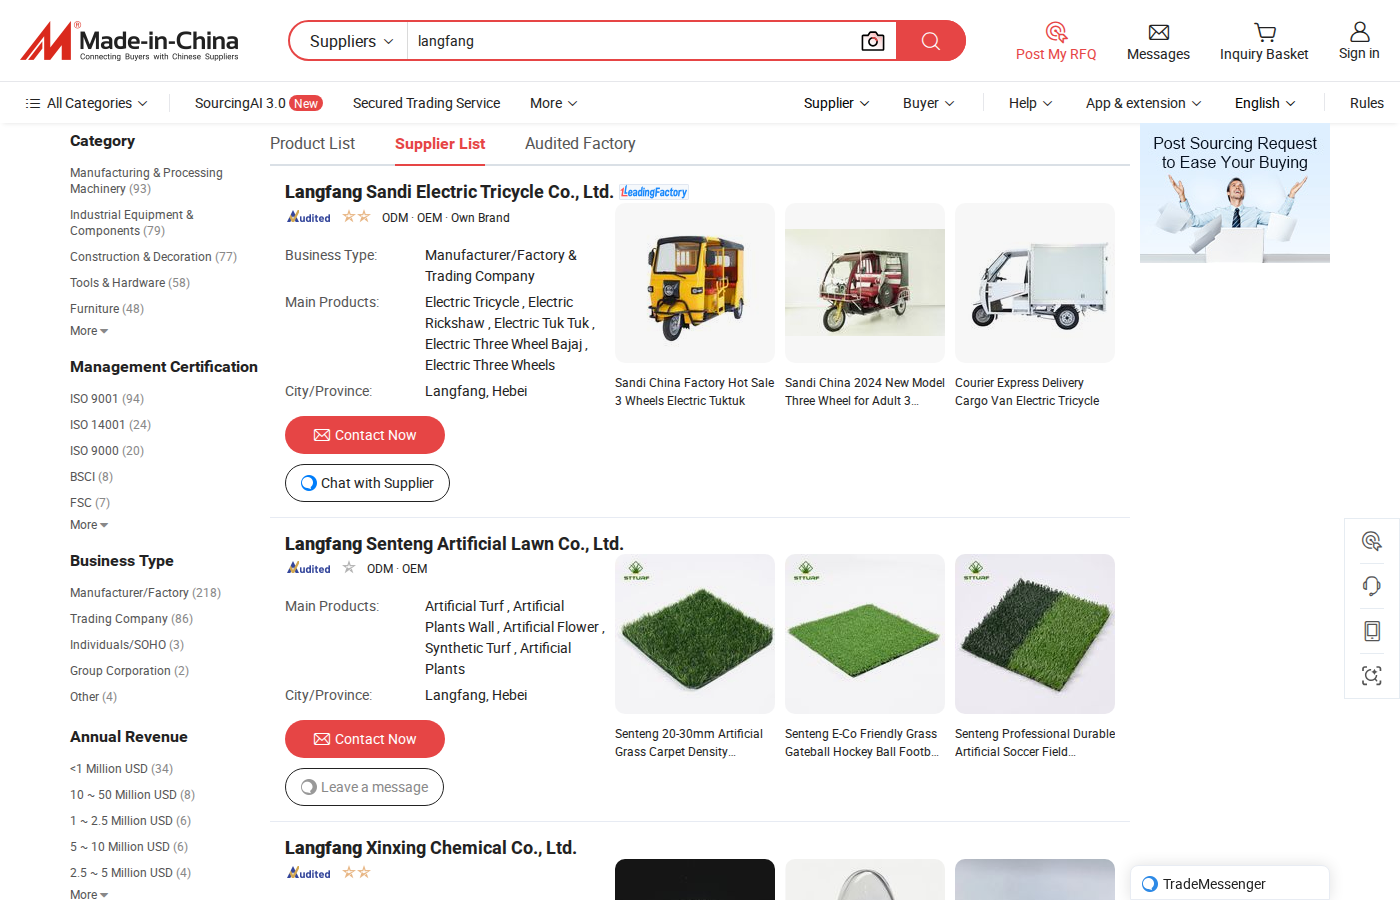 Made-in-China®
Connecting Buyers with Chinese Suppliers
Suppliers
langfang
Post My RFQ
Messages
Inquiry Basket
Sign in
All Categories
SourcingAI 3.0 New
Secured Trading Service
More
Supplier
Buyer
Help
App & extension
English
Rules
Category
Manufacturing & Processing
Machinery (93)
Industrial Equipment &
Components (79)
Construction & Decoration (77)
Tools & Hardware (58)
Furniture (48)
More
Management Certification
ISO 9001 (94)
ISO 14001 (24)
ISO 9000 (20)
BSCI (8)
FSC (7)
More
Business Type
Manufacturer/Factory (218)
Trading Company (86)
Individuals/SOHO (3)
Group Corporation (2)
Other (4)
Annual Revenue
<1 Million USD (34)
10 ~ 50 Million USD (8)
1 ~ 2.5 Million USD (6)
5 ~ 10 Million USD (6)
2.5 ~ 5 Million USD (4)
More
Product List
Supplier List
Audited Factory
Langfang Sandi Electric Tricycle Co., Ltd. LeadingFactory
Audited ODM · OEM · Own Brand
Business Type: Manufacturer/Factory &
Trading Company
Main Products: Electric Tricycle , Electric
Rickshaw , Electric Tuk Tuk ,
Electric Three Wheel Bajaj ,
Electric Three Wheels
City/Province: Langfang, Hebei
Contact Now
Chat with Supplier
Sandi China Factory Hot Sale
3 Wheels Electric Tuktuk
Sandi China 2024 New Model
Three Wheel for Adult 3…
Courier Express Delivery
Cargo Van Electric Tricycle
Langfang Senteng Artificial Lawn Co., Ltd.
Audited ODM · OEM
Main Products: Artificial Turf , Artificial
Plants Wall , Artificial Flower ,
Synthetic Turf , Artificial
Plants
City/Province: Langfang, Hebei
Contact Now
Leave a message
STTURF
STTURF
STTURF
Senteng 20-30mm Artificial
Grass Carpet Density…
Senteng E-Co Friendly Grass
Gateball Hockey Ball Footb…
Senteng Professional Durable
Artificial Soccer Field…
Langfang Xinxing Chemical Co., Ltd.
Audited
Post Sourcing Request
to Ease Your Buying
TradeMessenger